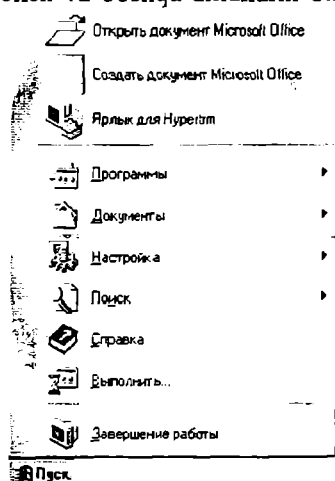 Открыть документ Microsoft Office
Создать документ Microsoft Office
Ярлык для Hypertrm
Программы
Документы
Настройка
Поиск
Справка
Выполнить...
Завершение работы
Пуск